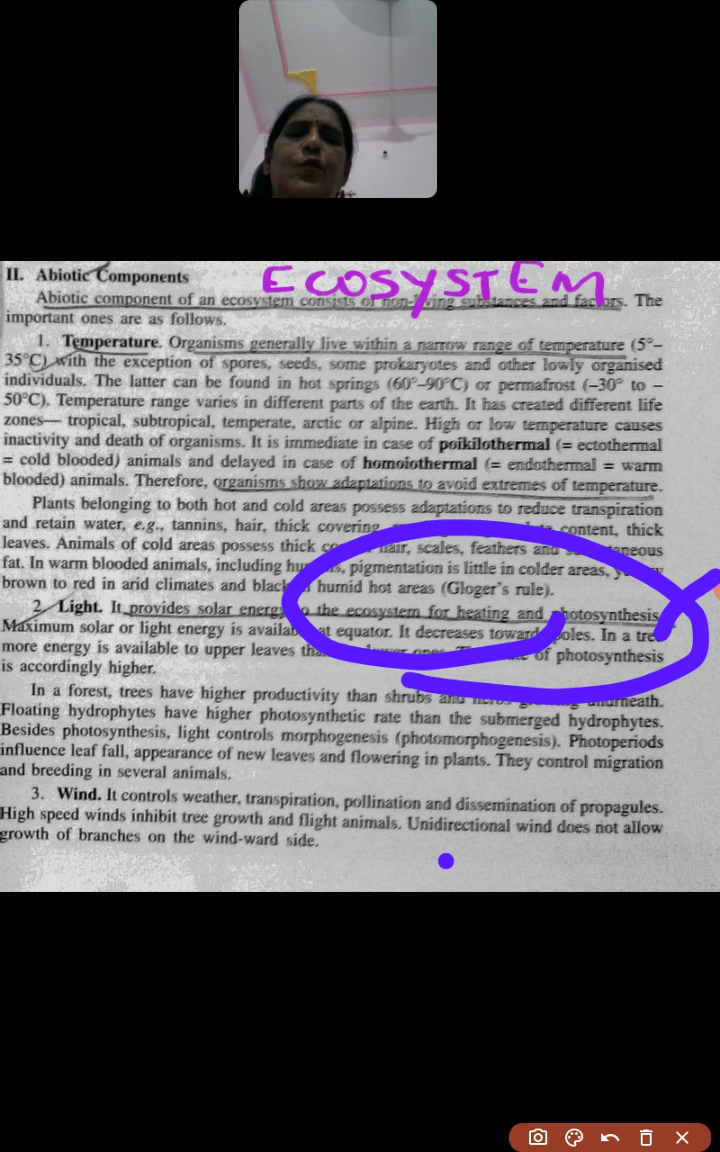 ECOSYSTEM
II. Abiotic Components
Abiotic component of an ecosystem consists of non-living substances and factors. The
important ones are as follows.
1. Temperature. Organisms generally live within a narrow range of temperature (5°–
35°C) with the exception of spores, seeds, some prokaryotes and other lowly organised
individuals. The latter can be found in hot springs (60°–90°C) or permafrost (–30° to –
50°C). Temperature range varies in different parts of the earth. It has created different life
zones— tropical, subtropical, temperate, arctic or alpine. High or low temperature causes
inactivity and death of organisms. It is immediate in case of poikilothermal (= ectothermal
= cold blooded) animals and delayed in case of homoiothermal (= endothermal = warm
blooded) animals. Therefore, organisms show adaptations to avoid extremes of temperature.
Plants belonging to both hot and cold areas possess adaptations to reduce transpiration
and retain water, e.g., tannins, hair, thick covering, content, thick
leaves. Animals of cold areas possess thick hair, scales, feathers and
fat. In warm blooded animals, including pigmentation is little in colder areas,
brown to red in arid climates and black humid hot areas (Gloger's rule).
2. Light. It provides solar energy to the ecosystem for heating and photosynthesis.
Maximum solar or light energy is available at equator. It decreases towards poles. In a tree
more energy is available to upper leaves of photosynthesis
is accordingly higher.
In a forest, trees have higher productivity than shrubs and underneath.
Floating hydrophytes have higher photosynthetic rate than the submerged hydrophytes.
Besides photosynthesis, light controls morphogenesis (photomorphogenesis). Photoperiods
influence leaf fall, appearance of new leaves and flowering in plants. They control migration
and breeding in several animals.
3. Wind. It controls weather, transpiration, pollination and dissemination of propagules.
High speed winds inhibit tree growth and flight animals. Unidirectional wind does not allow
growth of branches on the wind-ward side.